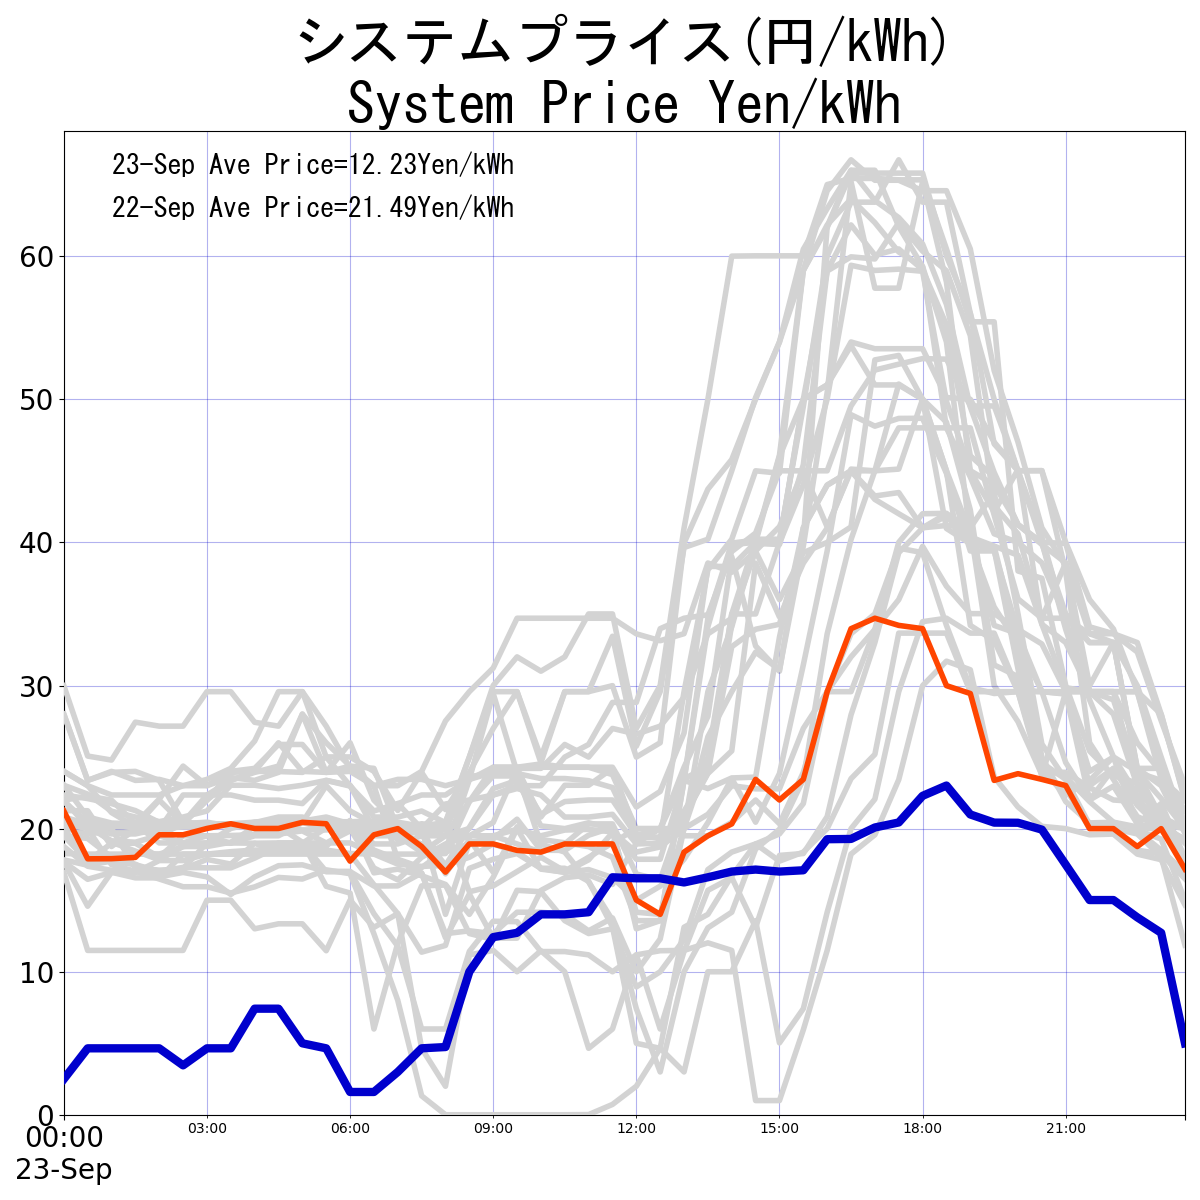 システムプライス(円/kWh)
System Price Yen/kWh
23-Sep Ave Price=12.23Yen/kWh
22-Sep Ave Price=21.49Yen/kWh
60
50
40
30
20
10
0
00:00 03:00 06:00 09:00 12:00 15:00 18:00 21:00
23-Sep